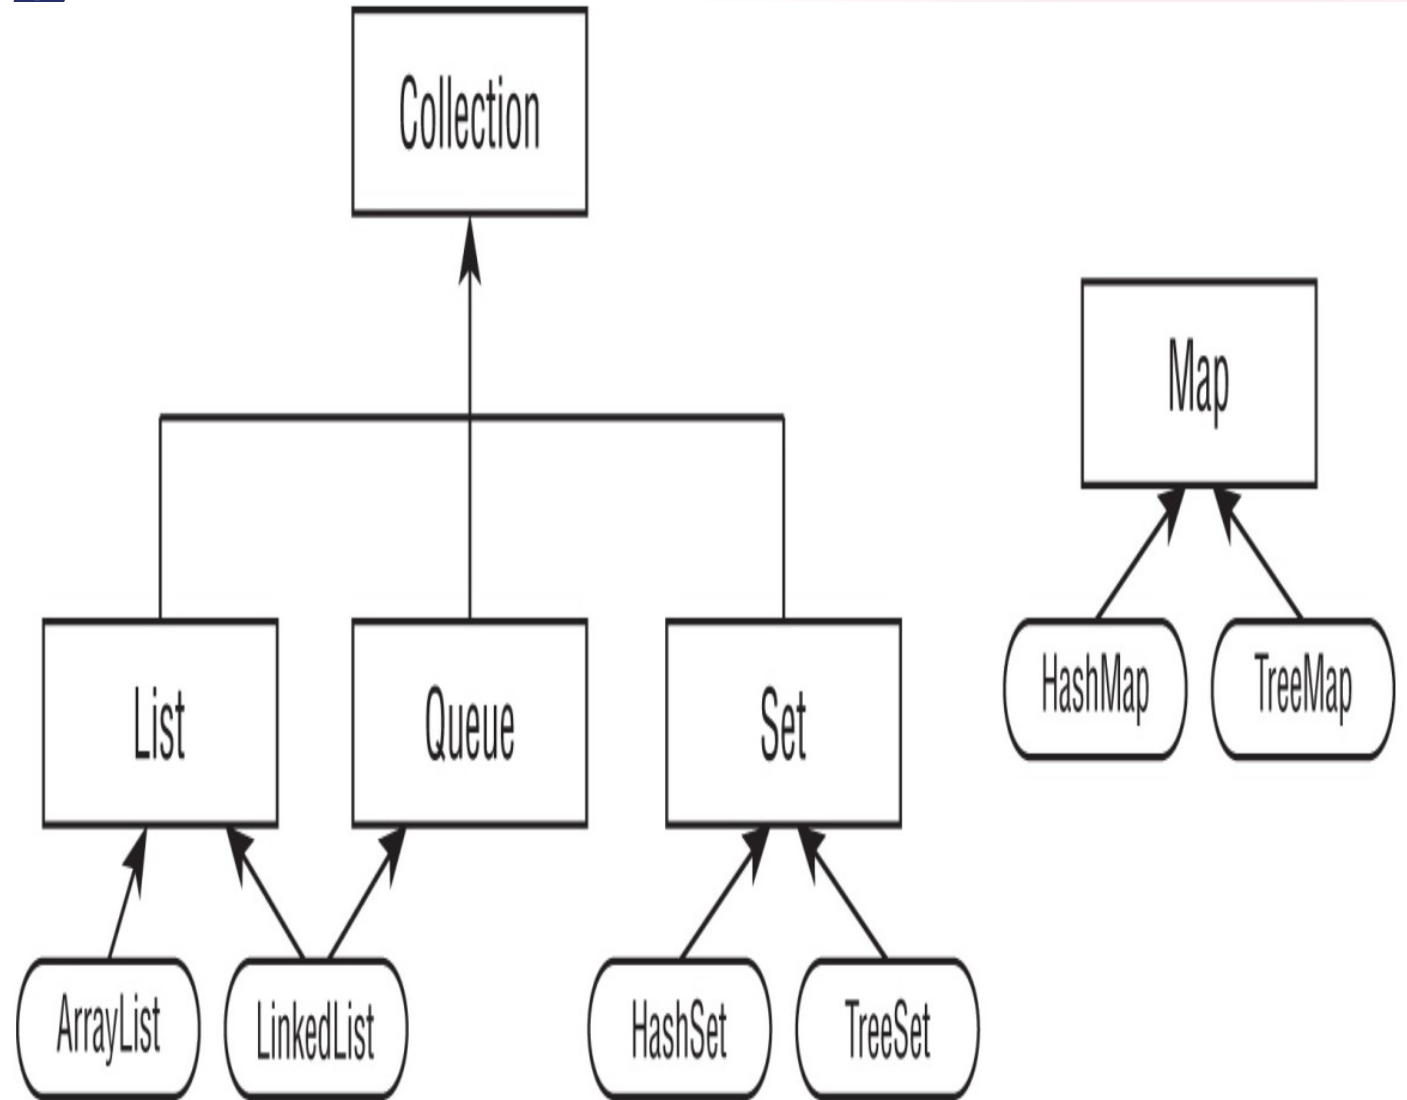 Collection
Map
HashMap
TreeMap
List
Queue
Set
ArrayList
LinkedList
HashSet
TreeSet